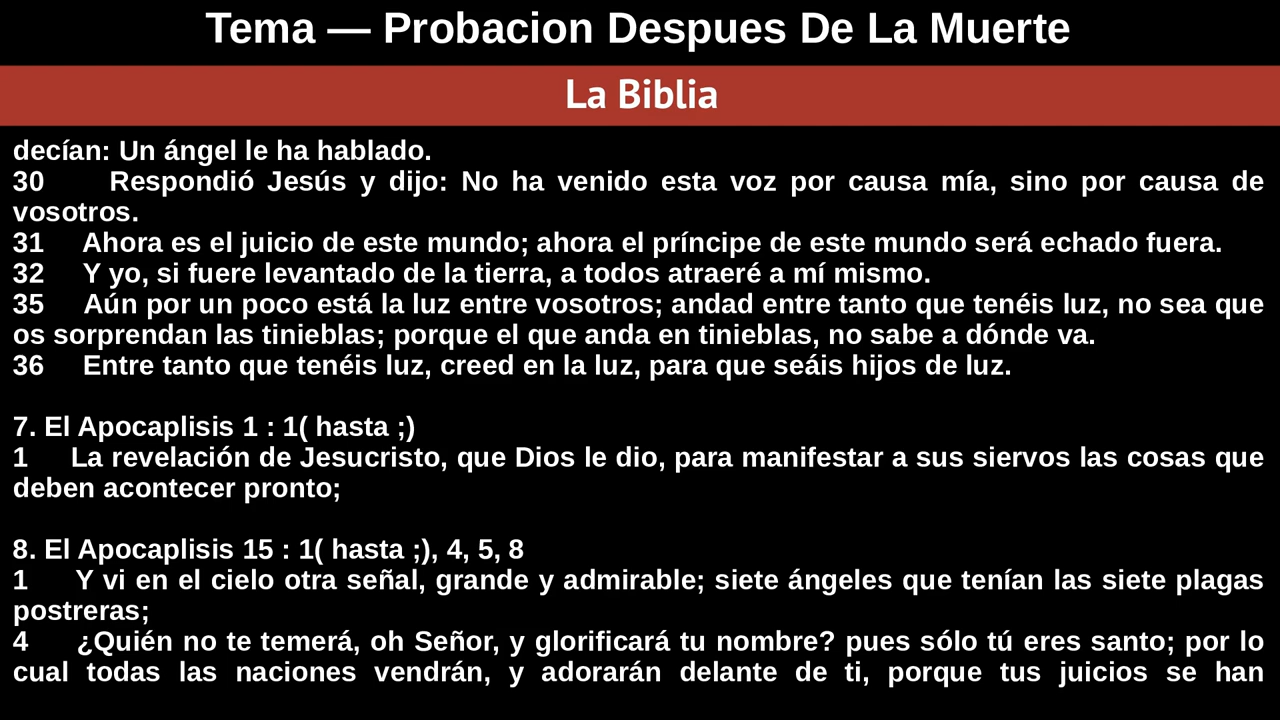 Tema — Probacion Despues De La Muerte
La Biblia
decían: Un ángel le ha hablado.
30 Respondió Jesús y dijo: No ha venido esta voz por causa mía, sino por causa de
vosotros.
31 Ahora es el juicio de este mundo; ahora el príncipe de este mundo será echado fuera.
32 Y yo, si fuere levantado de la tierra, a todos atraeré a mí mismo.
35 Aún por un poco está la luz entre vosotros; andad entre tanto que tenéis luz, no sea que
os sorprendan las tinieblas; porque el que anda en tinieblas, no sabe a dónde va.
36 Entre tanto que tenéis luz, creed en la luz, para que seáis hijos de luz.
7. El Apocaplisis 1 : 1( hasta ;)
1 La revelación de Jesucristo, que Dios le dio, para manifestar a sus siervos las cosas que
deben acontecer pronto;
8. El Apocaplisis 15 : 1( hasta ;), 4, 5, 8
1 Y vi en el cielo otra señal, grande y admirable; siete ángeles que tenían las siete plagas
postreras;
4 ¿Quién no te temerá, oh Señor, y glorificará tu nombre? pues sólo tú eres santo; por lo
cual todas las naciones vendrán, y adorarán delante de ti, porque tus juicios se han